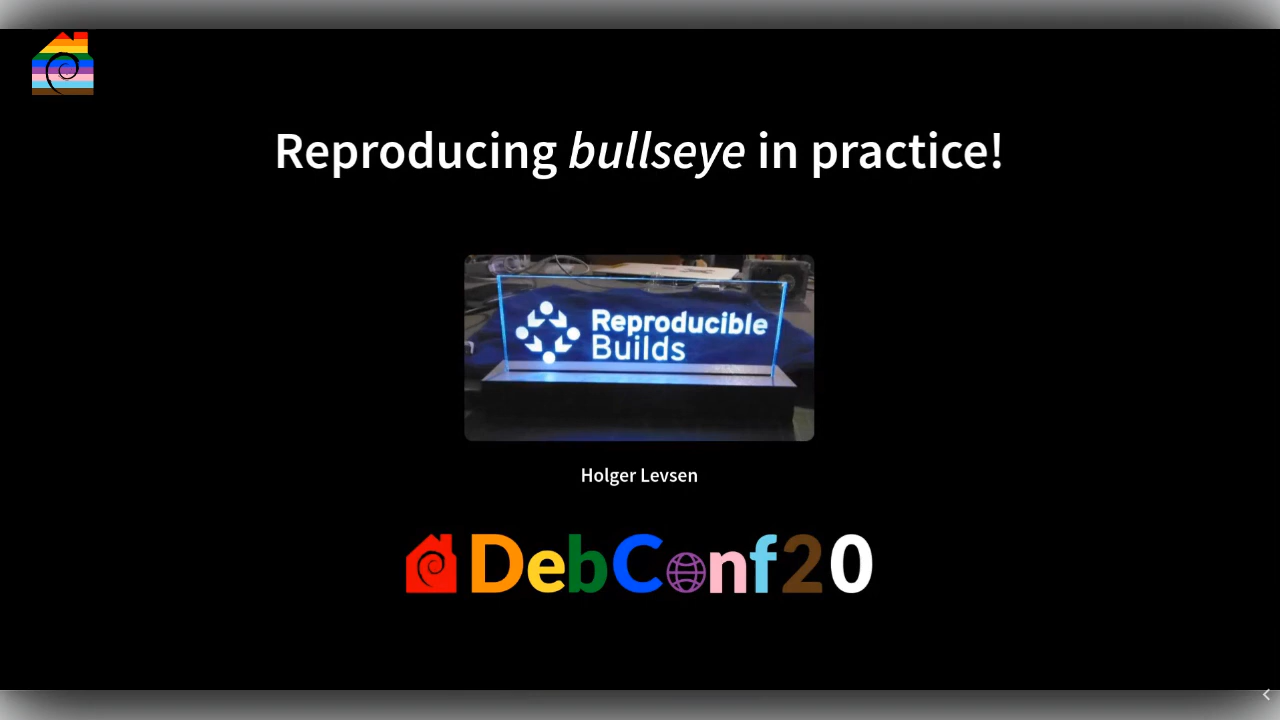 Reproducing bullseye in practice!
Reproducible
Builds
Holger Levsen
DebConf20